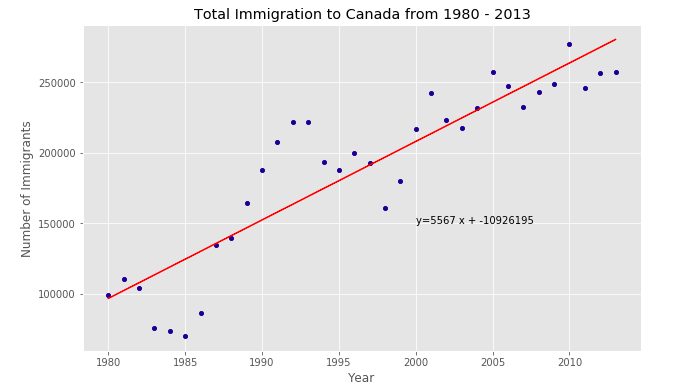 Total Immigration to Canada from 1980 - 2013
Number of Immigrants
250000
200000
150000
100000
y=5567 x + -10926195
1980 1985 1990 1995 2000 2005 2010
Year